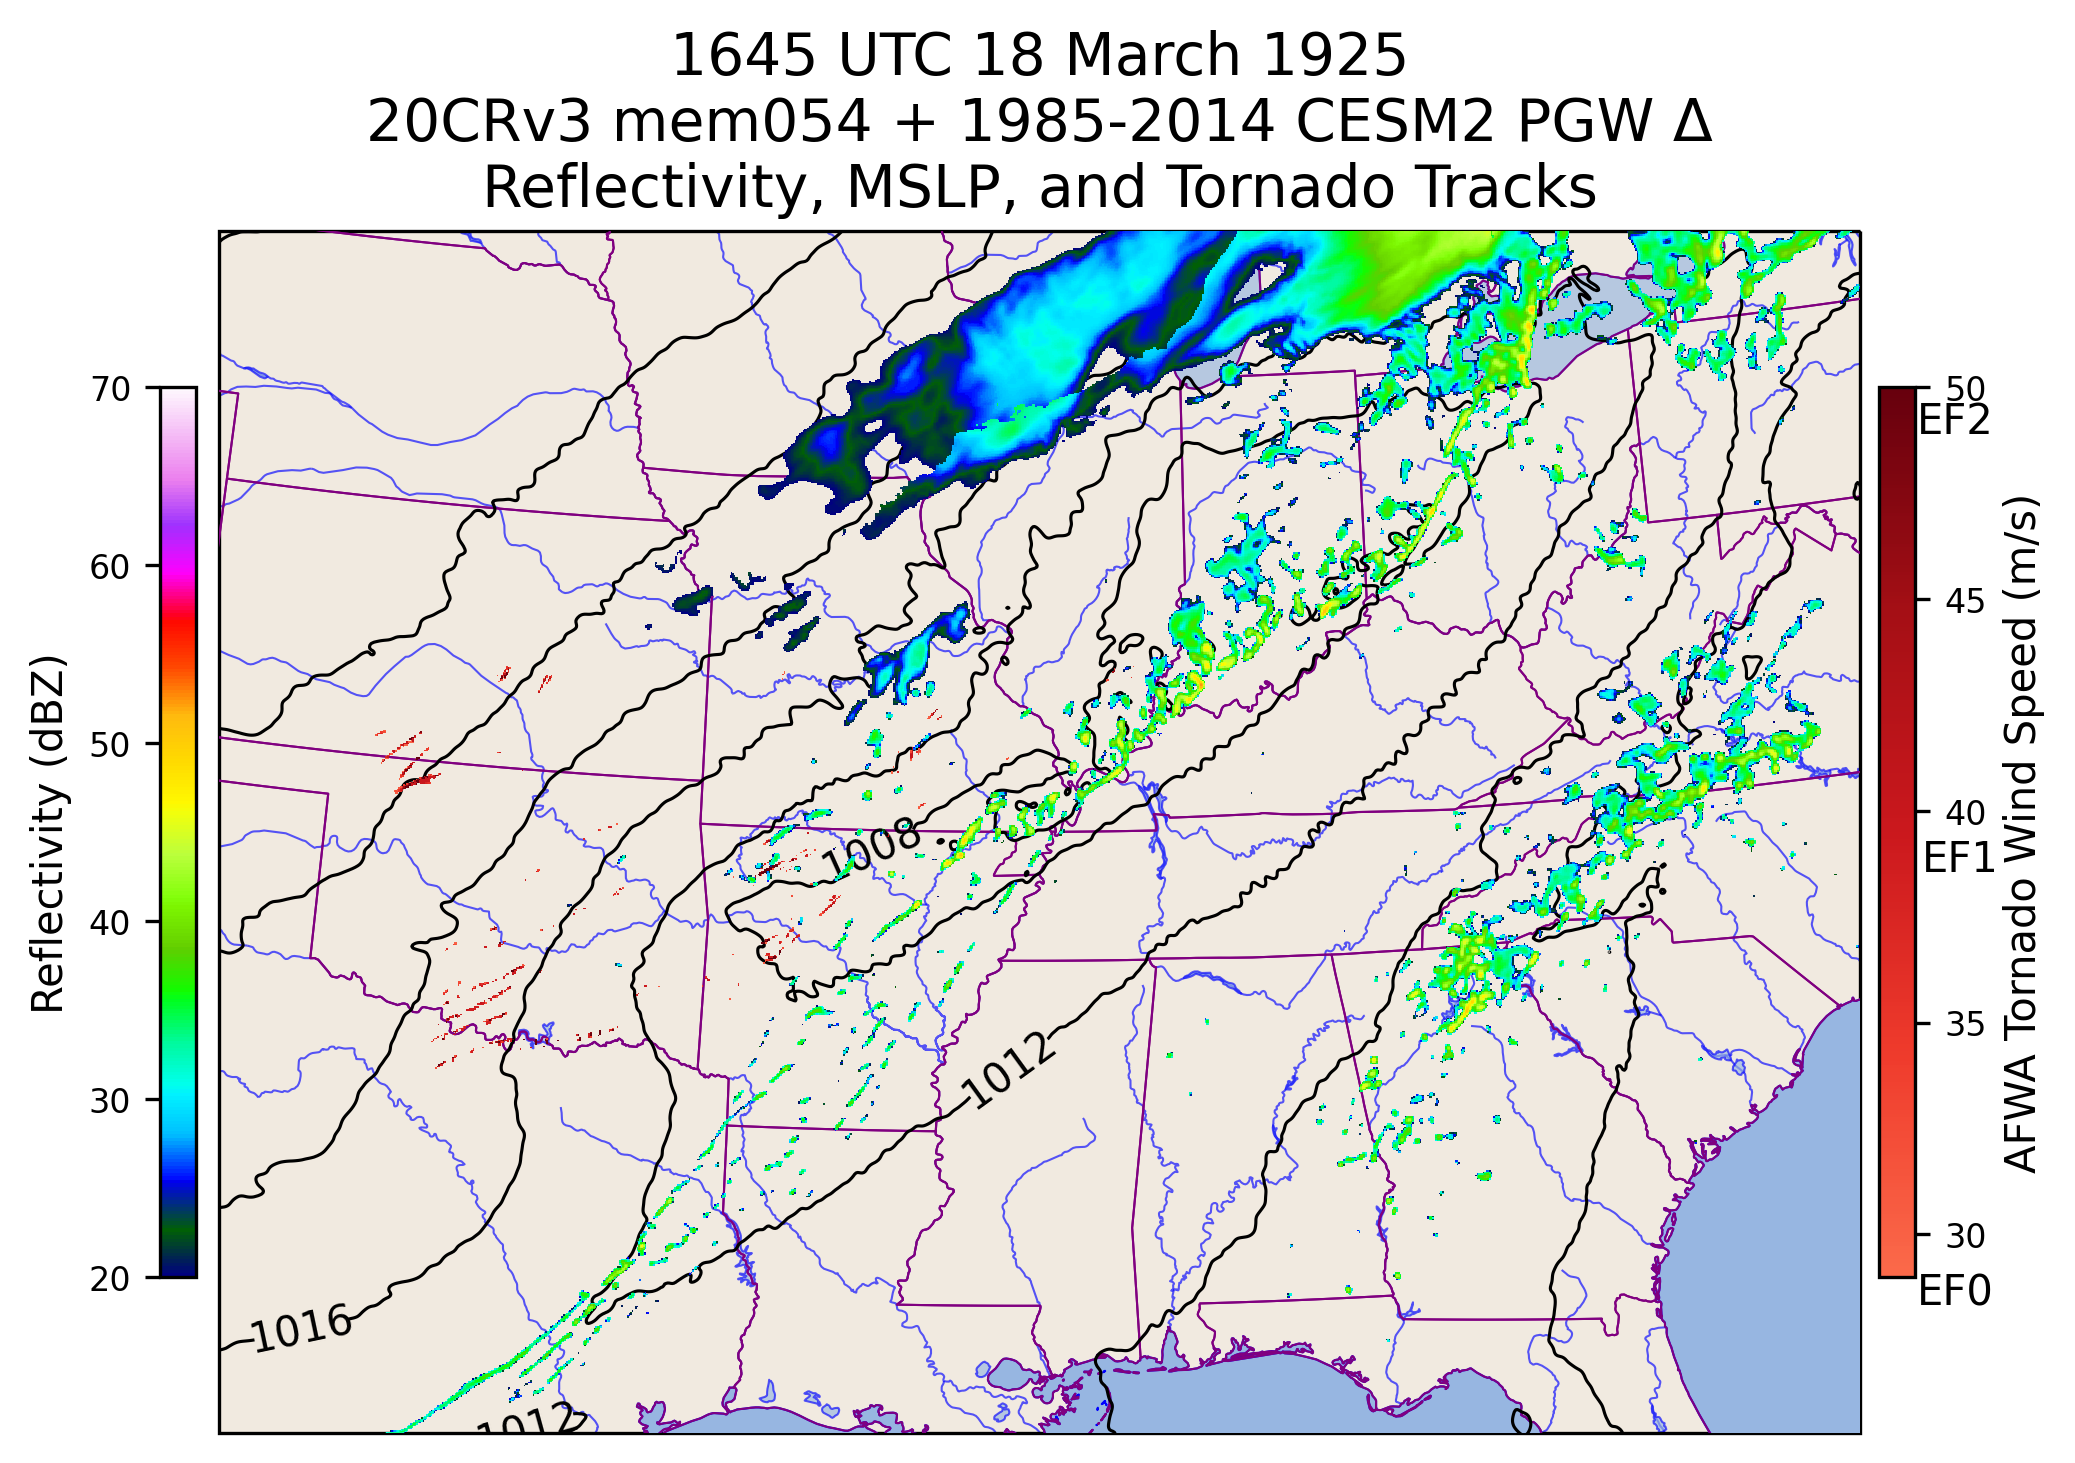 1645 UTC 18 March 1925
20CRv3 mem054 + 1985-2014 CESM2 PGW Δ
Reflectivity, MSLP, and Tornado Tracks
70
60
50
40
30
20
Reflectivity (dBZ)
1008
1012
1016
1012
50
EF2
45
40
EF1
35
30
EF0
AFWA Tornado Wind Speed (m/s)